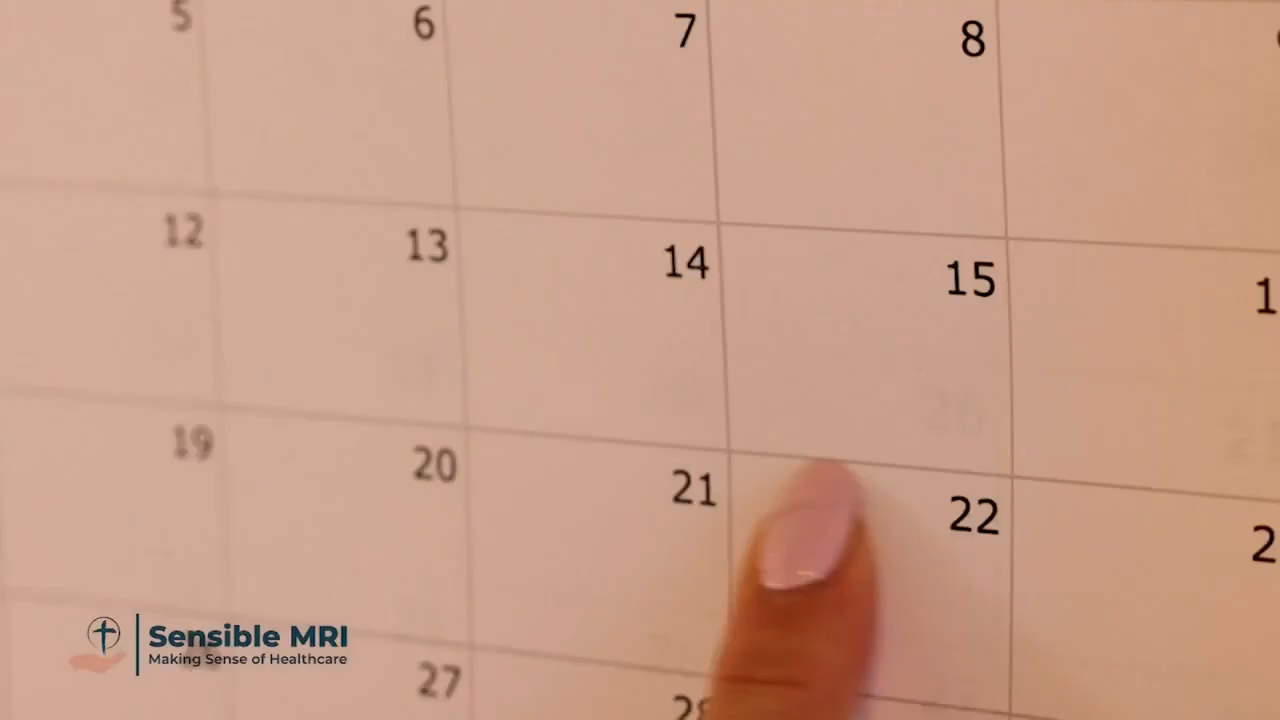 5 6 7 8
12 13 14 15
19 20 21 22
Sensible MRI
Making Sense of Healthcare
27